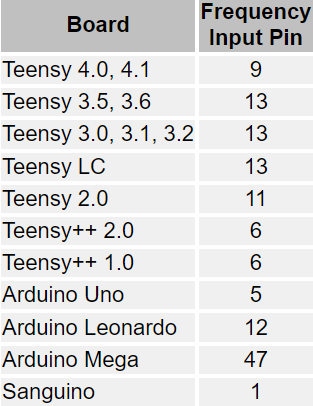 Board Frequency Input Pin
Teensy 4.0, 4.1 9
Teensy 3.5, 3.6 13
Teensy 3.0, 3.1, 3.2 13
Teensy LC 13
Teensy 2.0 11
Teensy++ 2.0 6
Teensy++ 1.0 6
Arduino Uno 5
Arduino Leonardo 12
Arduino Mega 47
Sanguino 1